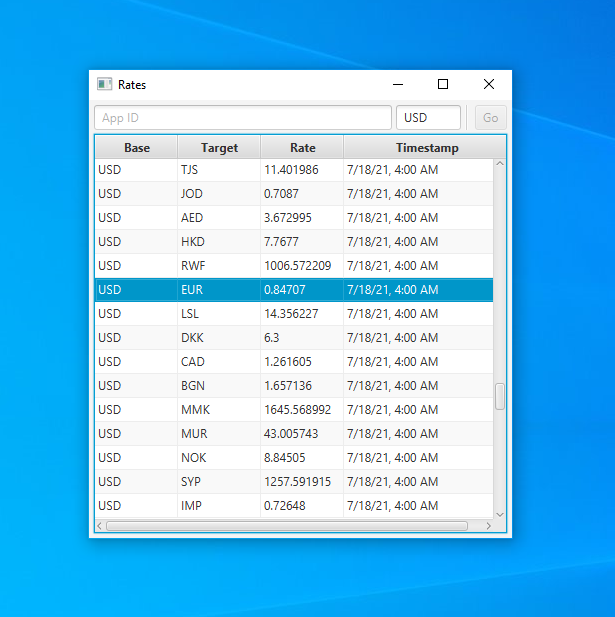 Rates
App ID USD Go
Base Target Rate Timestamp
USD TJS 11.401986 7/18/21, 4:00 AM
USD JOD 0.7087 7/18/21, 4:00 AM
USD AED 3.672995 7/18/21, 4:00 AM
USD HKD 7.7677 7/18/21, 4:00 AM
USD RWF 1006.572209 7/18/21, 4:00 AM
USD EUR 0.84707 7/18/21, 4:00 AM
USD LSL 14.356227 7/18/21, 4:00 AM
USD DKK 6.3 7/18/21, 4:00 AM
USD CAD 1.261605 7/18/21, 4:00 AM
USD BGN 1.657136 7/18/21, 4:00 AM
USD MMK 1645.568992 7/18/21, 4:00 AM
USD MUR 43.005743 7/18/21, 4:00 AM
USD NOK 8.84505 7/18/21, 4:00 AM
USD SYP 1257.591915 7/18/21, 4:00 AM
USD IMP 0.72648 7/18/21, 4:00 AM